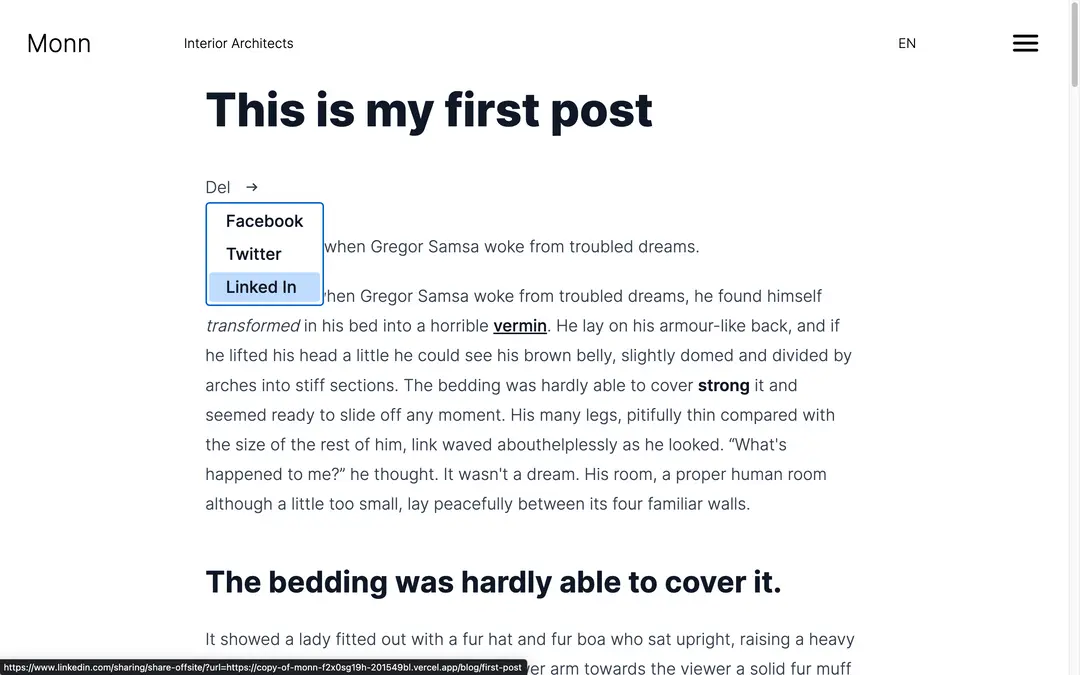 Monn
Interior Architects
EN
This is my first post
Del →
Facebook
Twitter
Linked In
when Gregor Samsa woke from troubled dreams.
hen Gregor Samsa woke from troubled dreams, he found himself
transformed in his bed into a horrible vermin. He lay on his armour-like back, and if
he lifted his head a little he could see his brown belly, slightly domed and divided by
arches into stiff sections. The bedding was hardly able to cover strong it and
seemed ready to slide off any moment. His many legs, pitifully thin compared with
the size of the rest of him, link waved abouthelplessly as he looked. “What's
happened to me?” he thought. It wasn't a dream. His room, a proper human room
although a little too small, lay peacefully between its four familiar walls.
The bedding was hardly able to cover it.
It showed a lady fitted out with a fur hat and fur boa who sat upright, raising a heavy
er arm towards the viewer a solid fur muff
https://www.linkedin.com/sharing/share-offsite/?url=https://copy-of-monn-f2x0sg19h-201549bl.vercel.app/blog/first-post